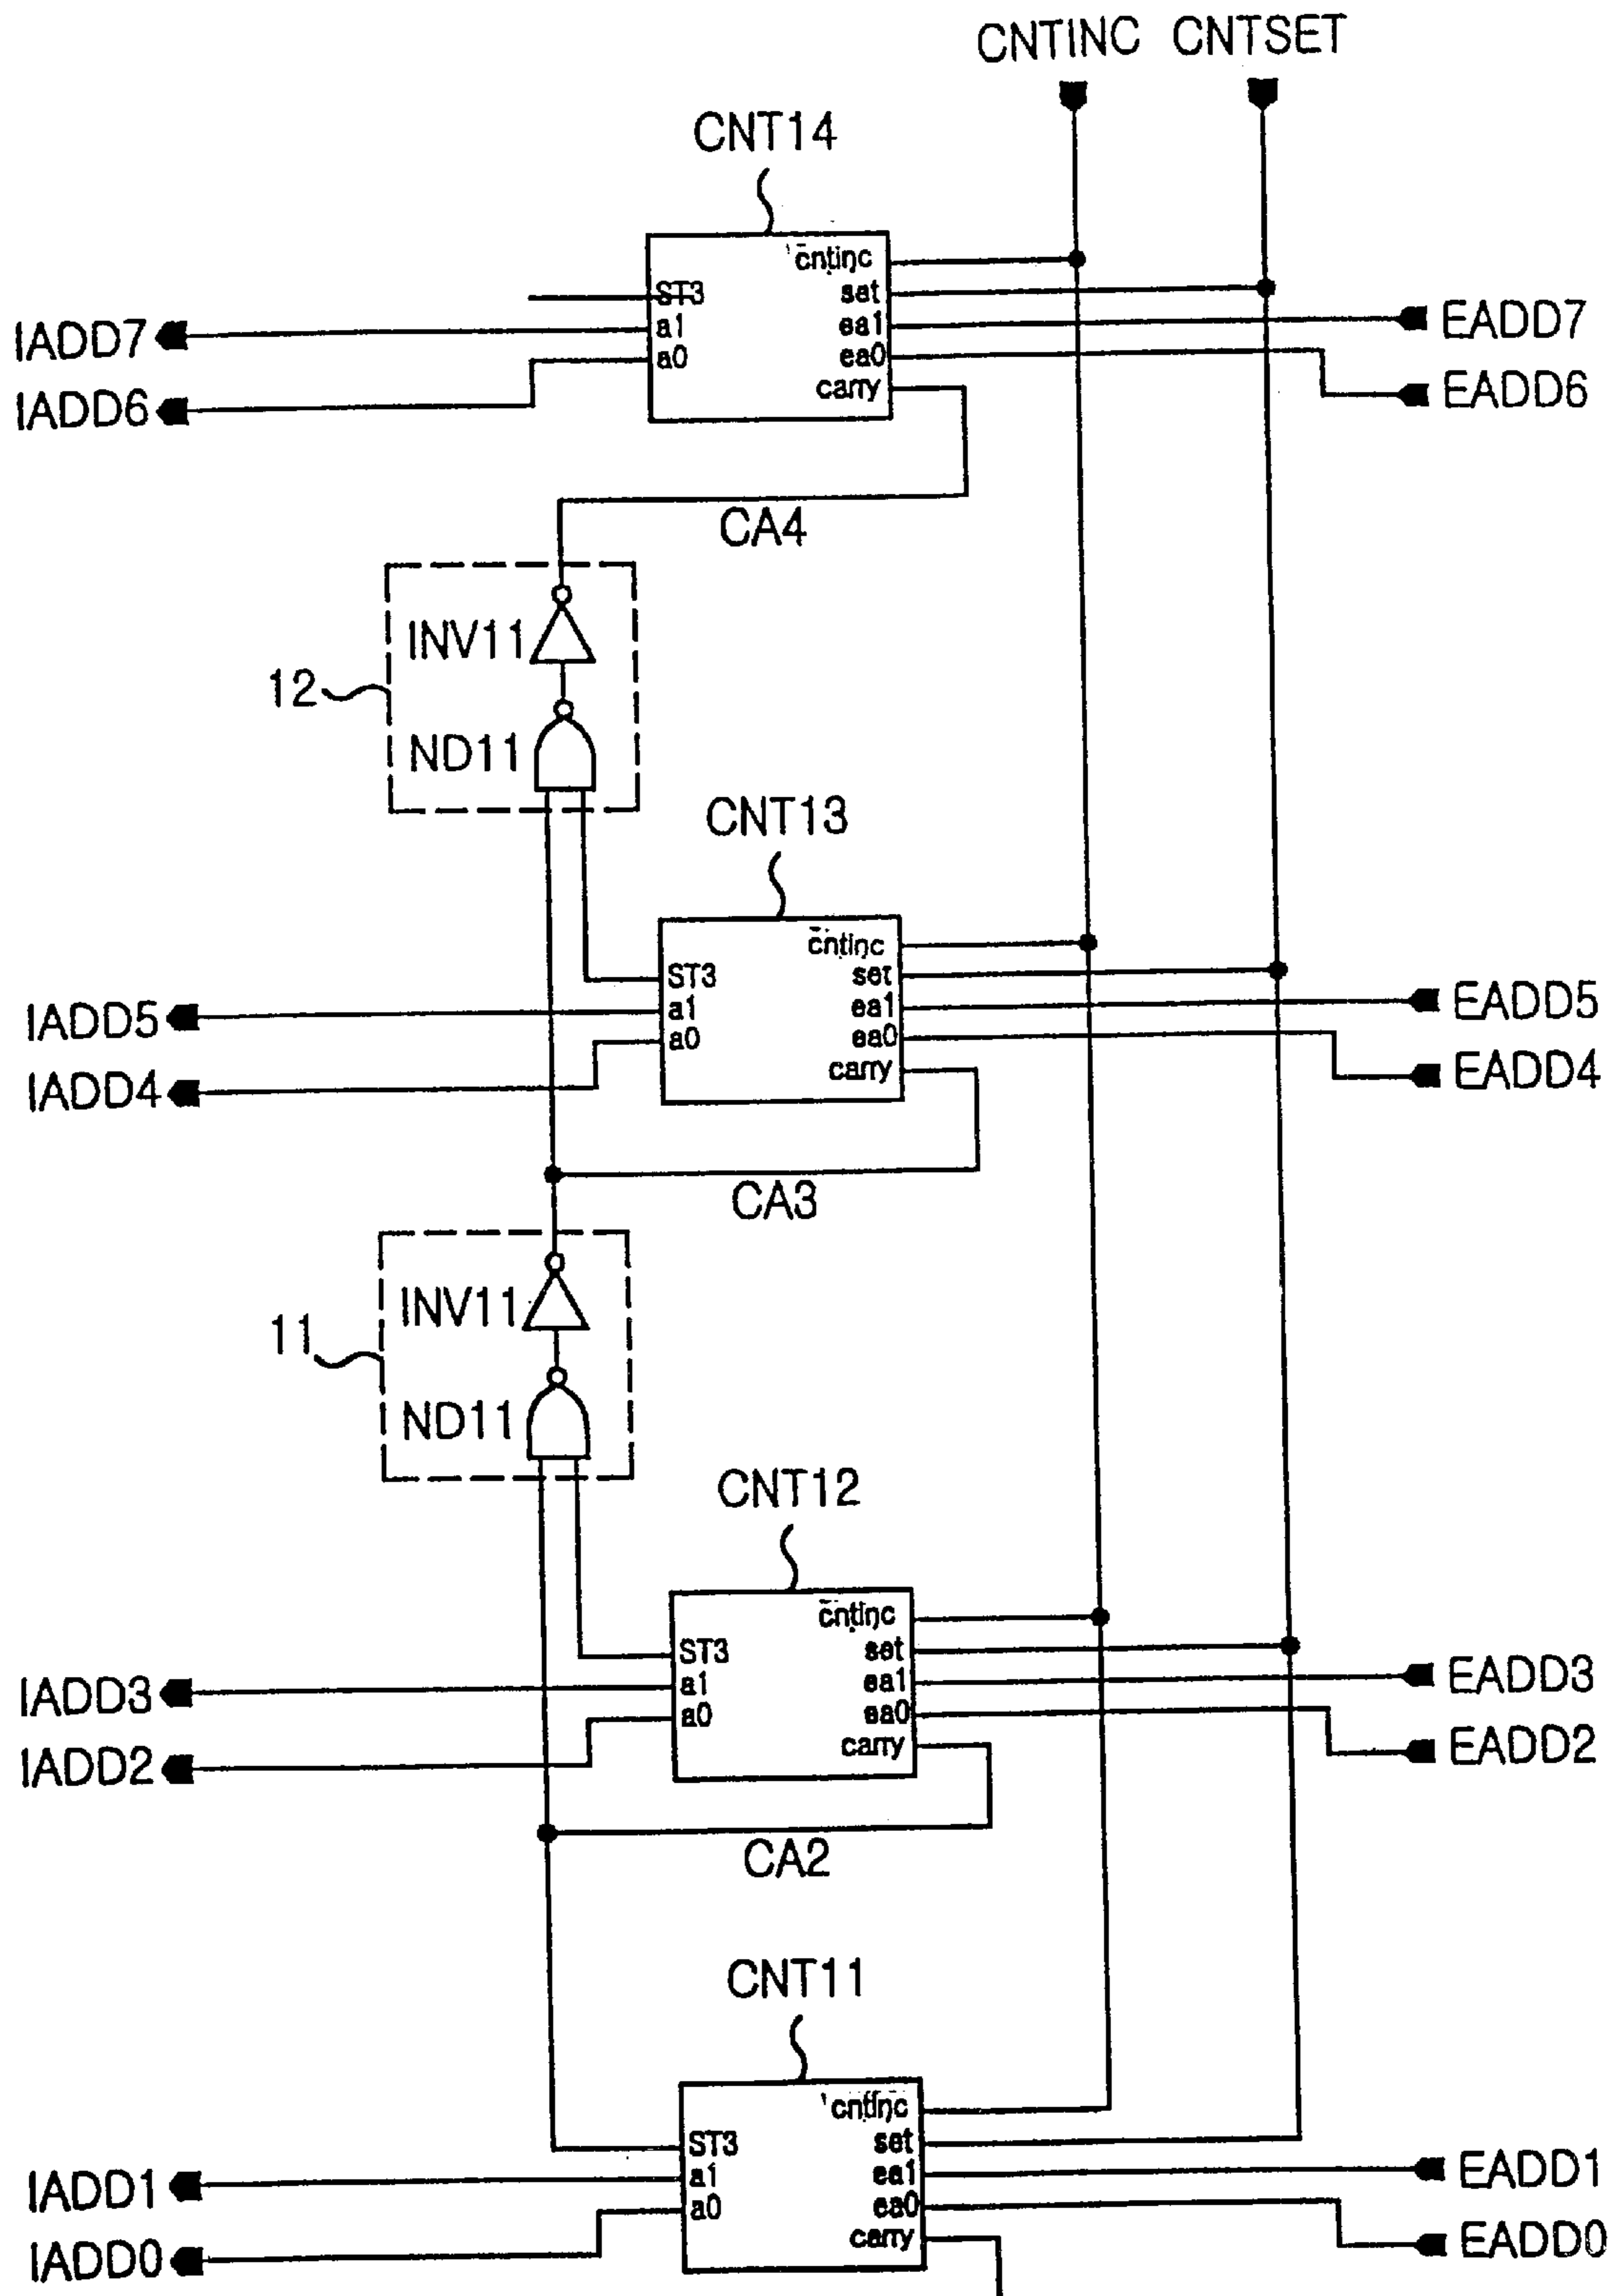 CNTINC CNTSET
CNT14
cntinc
ST3 set
IADD7 a1 ea1 EADD7
IADD6 a0 ea0 EADD6
carry
CA4
INV11
12
ND11
CNT13
cntinc
ST3 set
IADD5 a1 ea1 EADD5
IADD4 a0 ea0 EADD4
carry
CA3
INV11
11
ND11
CNT12
cntinc
ST3 set
IADD3 a1 ea1 EADD3
IADD2 a0 ea0 EADD2
carry
CA2
CNT11
cntinc
ST3 set
IADD1 a1 ea1 EADD1
IADD0 a0 ea0 EADD0
carry